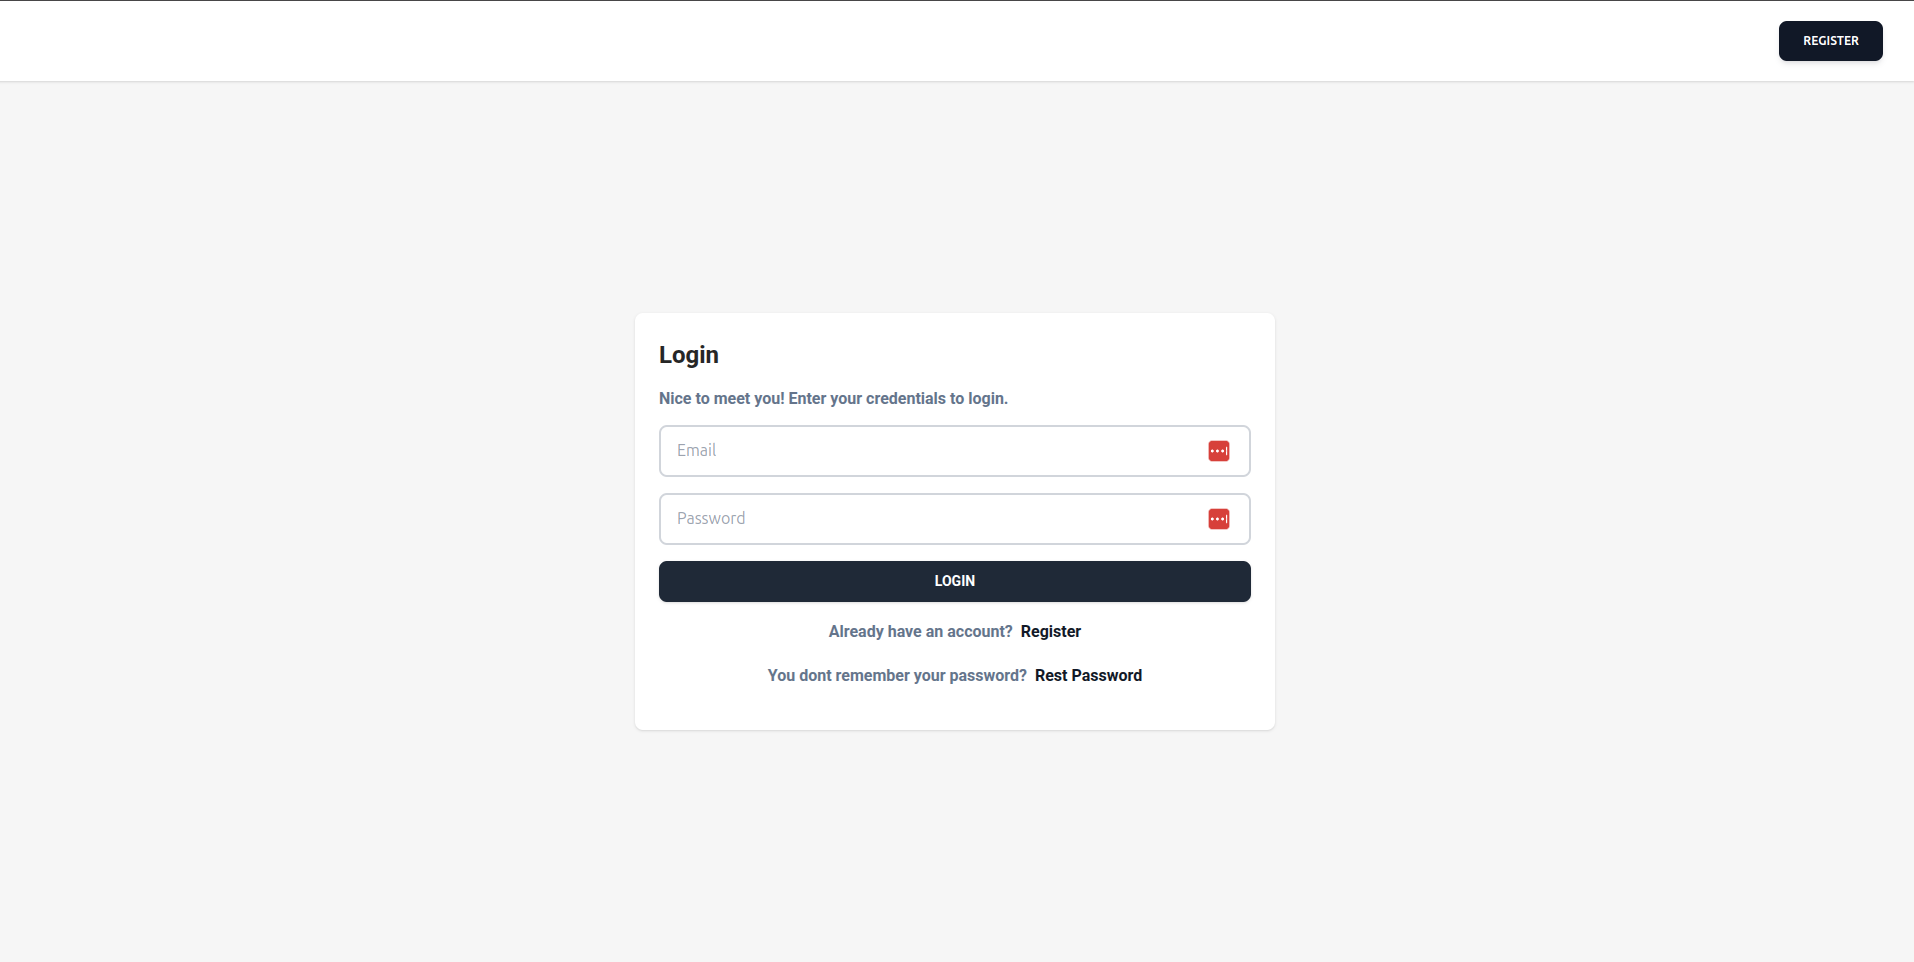 REGISTER
Login
Nice to meet you! Enter your credentials to login.
Email
Password
LOGIN
Already have an account? Register
You dont remember your password? Rest Password